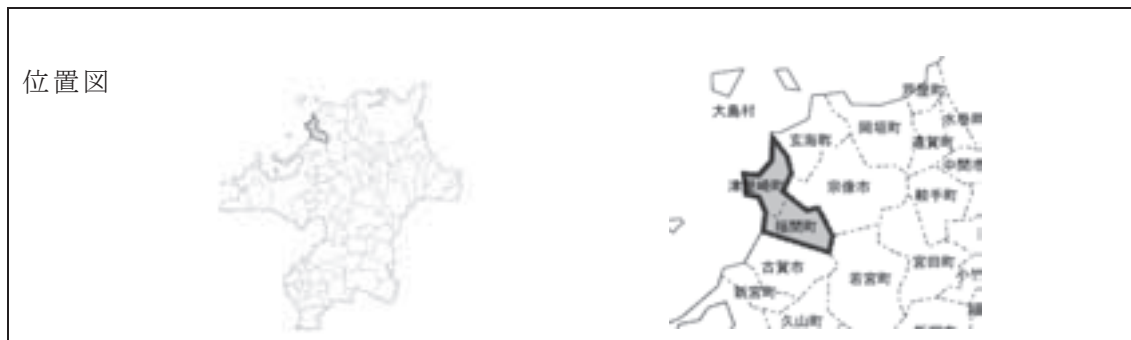 位置図
芦屋町
大島村
岡垣町
水巻町
玄海町
遠賀町
中間市
津屋崎町
宗像市
鞍手町
福間町
古賀市
宮田町
若宮町
新宮町
久山町